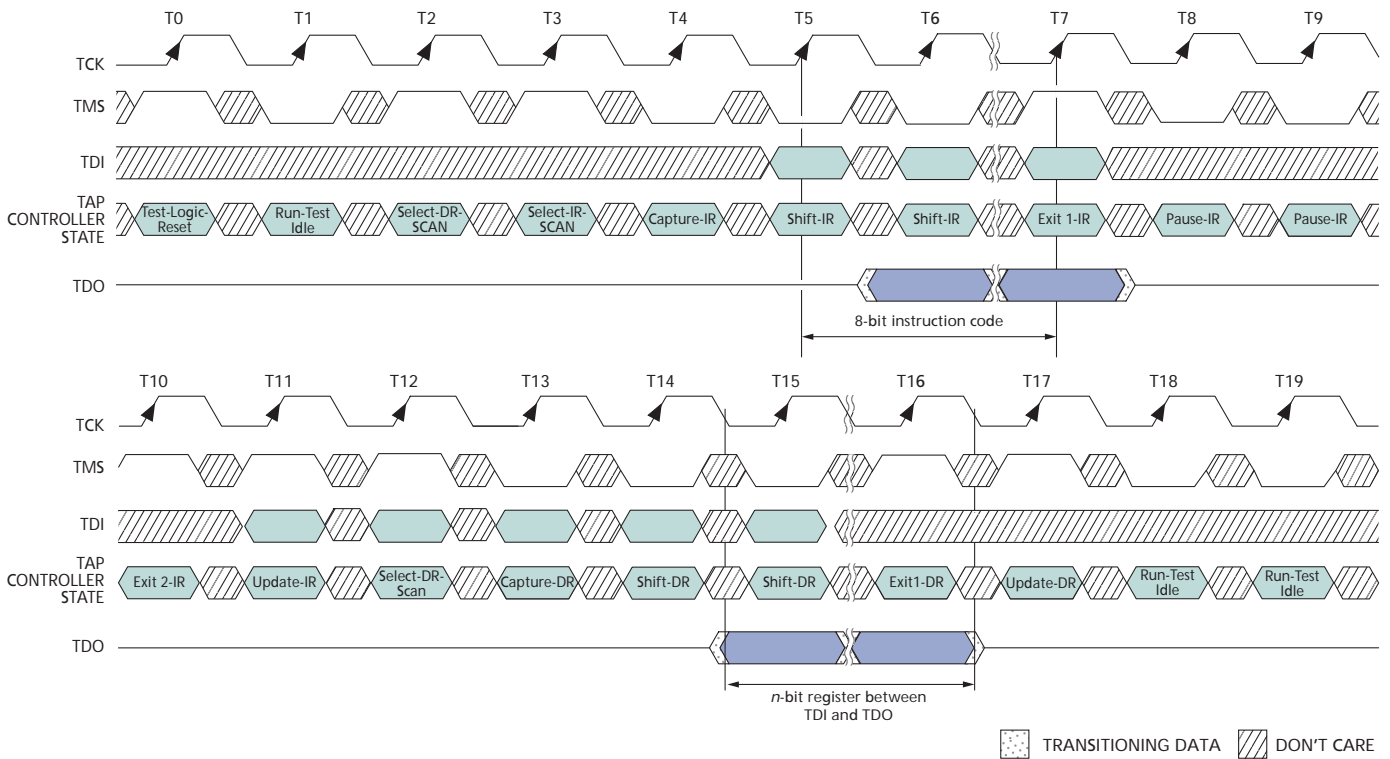 T0 T1 T2 T3 T4 T5 T6 T7 T8 T9
TCK
TMS
TDI
TAP
CONTROLLER
STATE
Test-Logic-
Reset
Run-Test
Idle
Select-DR-
SCAN
Select-IR-
SCAN
Capture-IR
Shift-IR
Shift-IR
Exit 1-IR
Pause-IR
Pause-IR
TDO
8-bit instruction code
T10 T11 T12 T13 T14 T15 T16 T17 T18 T19
TCK
TMS
TDI
TAP
CONTROLLER
STATE
Exit 2-IR
Update-IR
Select-DR-
Scan
Capture-DR
Shift-DR
Shift-DR
Exit1-DR
Update-DR
Run-Test
Idle
Run-Test
Idle
TDO
n-bit register between
TDI and TDO
TRANSITIONING DATA
DON'T CARE